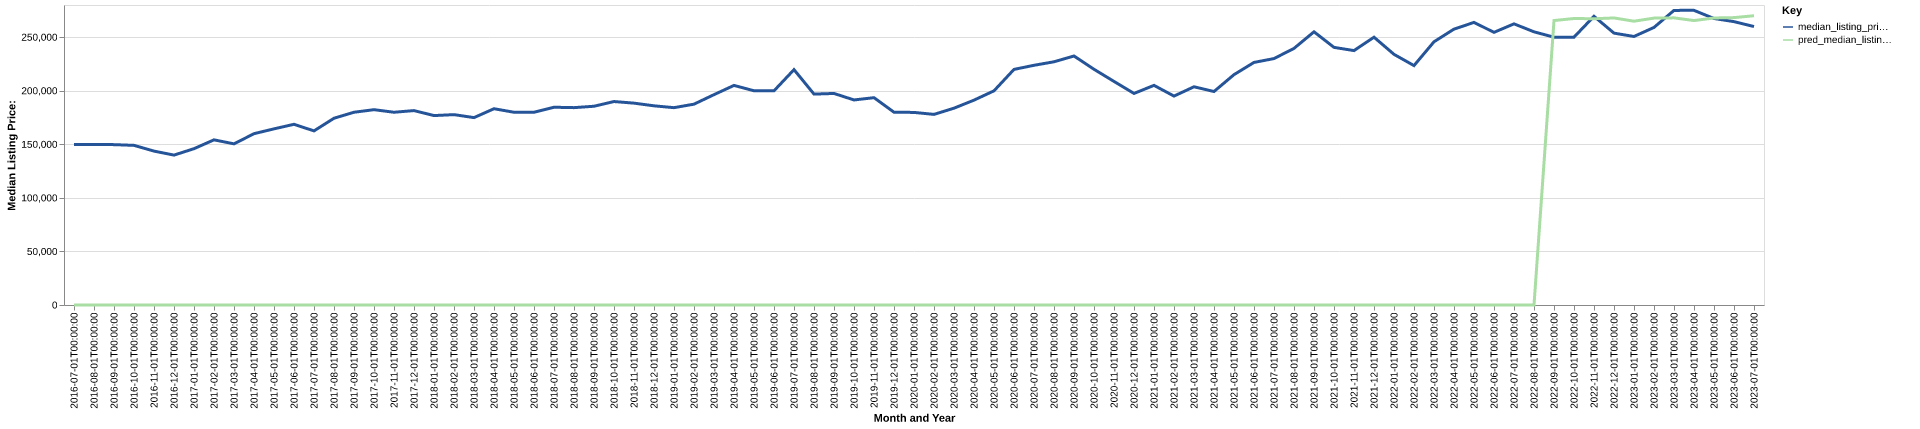 Key
median_listing_pri...
pred_median_listin...
Median Listing Price:
250,000
200,000
150,000
100,000
50,000
0
2016-07-01T00:00:00
2016-08-01T00:00:00
2016-09-01T00:00:00
2016-10-01T00:00:00
2016-11-01T00:00:00
2016-12-01T00:00:00
2017-01-01T00:00:00
2017-02-01T00:00:00
2017-03-01T00:00:00
2017-04-01T00:00:00
2017-05-01T00:00:00
2017-06-01T00:00:00
2017-07-01T00:00:00
2017-08-01T00:00:00
2017-09-01T00:00:00
2017-10-01T00:00:00
2017-11-01T00:00:00
2017-12-01T00:00:00
2018-01-01T00:00:00
2018-02-01T00:00:00
2018-03-01T00:00:00
2018-04-01T00:00:00
2018-05-01T00:00:00
2018-06-01T00:00:00
2018-07-01T00:00:00
2018-08-01T00:00:00
2018-09-01T00:00:00
2018-10-01T00:00:00
2018-11-01T00:00:00
2018-12-01T00:00:00
2019-01-01T00:00:00
2019-02-01T00:00:00
2019-03-01T00:00:00
2019-04-01T00:00:00
2019-05-01T00:00:00
2019-06-01T00:00:00
2019-07-01T00:00:00
2019-08-01T00:00:00
2019-09-01T00:00:00
2019-10-01T00:00:00
2019-11-01T00:00:00
2019-12-01T00:00:00
2020-01-01T00:00:00
2020-02-01T00:00:00
2020-03-01T00:00:00
2020-04-01T00:00:00
2020-05-01T00:00:00
2020-06-01T00:00:00
2020-07-01T00:00:00
2020-08-01T00:00:00
2020-09-01T00:00:00
2020-10-01T00:00:00
2020-11-01T00:00:00
2020-12-01T00:00:00
2021-01-01T00:00:00
2021-02-01T00:00:00
2021-03-01T00:00:00
2021-04-01T00:00:00
2021-05-01T00:00:00
2021-06-01T00:00:00
2021-07-01T00:00:00
2021-08-01T00:00:00
2021-09-01T00:00:00
2021-10-01T00:00:00
2021-11-01T00:00:00
2021-12-01T00:00:00
2022-01-01T00:00:00
2022-02-01T00:00:00
2022-03-01T00:00:00
2022-04-01T00:00:00
2022-05-01T00:00:00
2022-06-01T00:00:00
2022-07-01T00:00:00
2022-08-01T00:00:00
2022-09-01T00:00:00
2022-10-01T00:00:00
2022-11-01T00:00:00
2022-12-01T00:00:00
2023-01-01T00:00:00
2023-02-01T00:00:00
2023-03-01T00:00:00
2023-04-01T00:00:00
2023-05-01T00:00:00
2023-06-01T00:00:00
2023-07-01T00:00:00
Month and Year